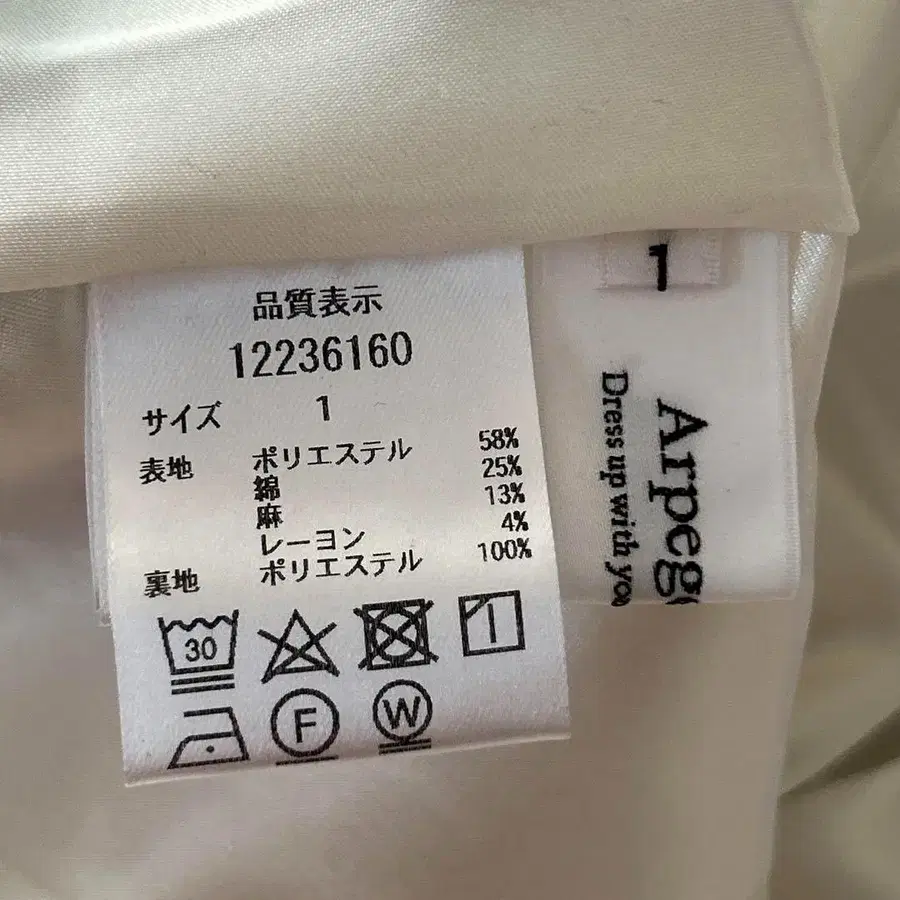 品質表示
12236160
サイズ 1
表地 ポリエステル 58%
綿 25%
麻 13%
レーヨン 4%
裏地 ポリエステル 100%
30
F
W
1
Arpeg
Dress up with